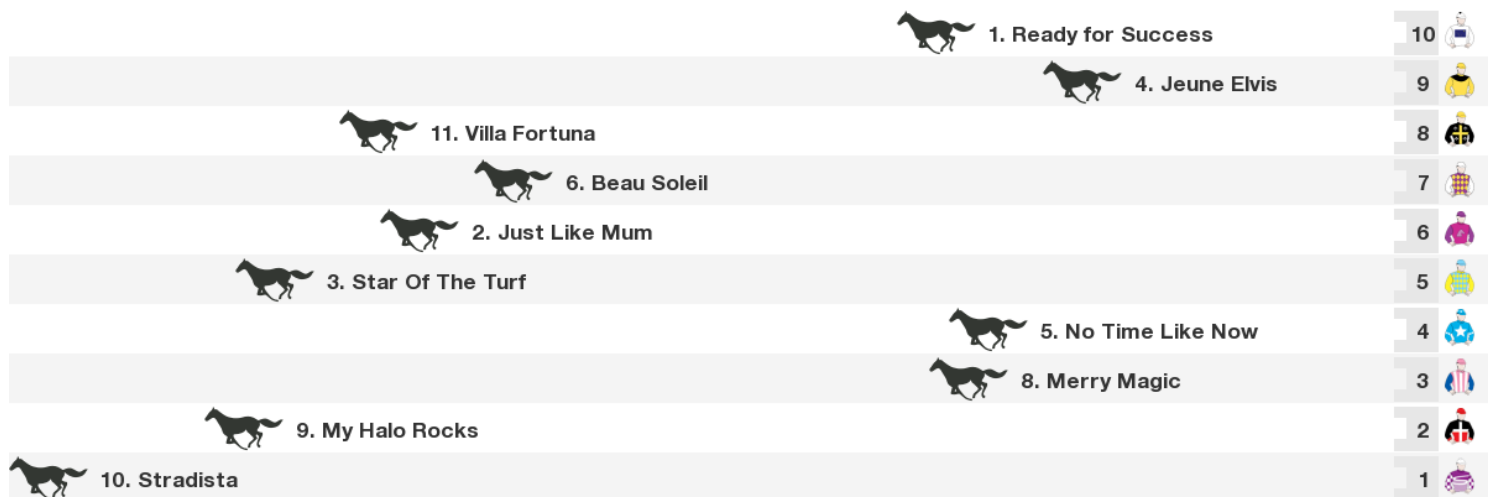 1. Ready for Success 10
4. Jeune Elvis 9
11. Villa Fortuna 8
6. Beau Soleil 7
2. Just Like Mum 6
3. Star Of The Turf 5
5. No Time Like Now 4
8. Merry Magic 3
9. My Halo Rocks 2
10. Stradista 1